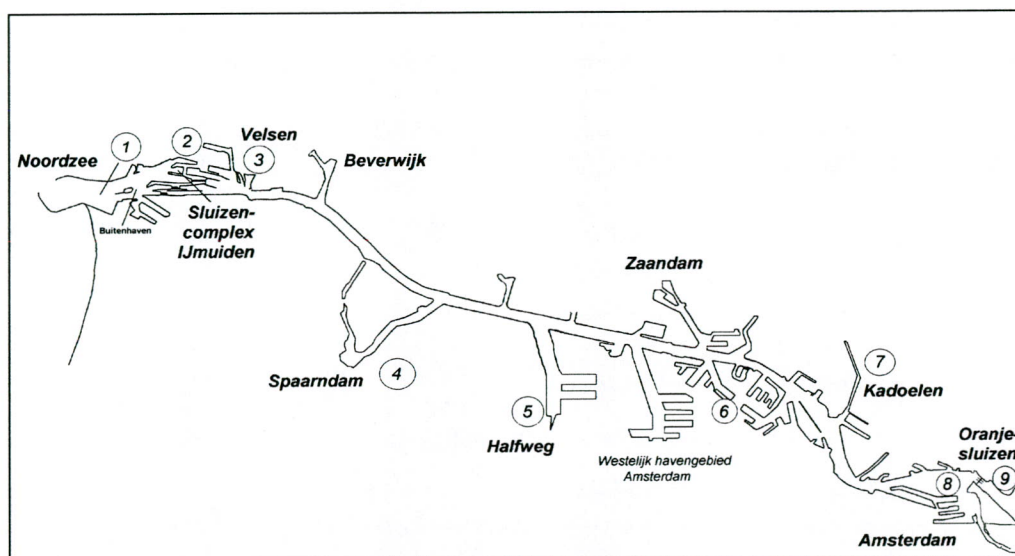 Noordzee
1
2
Velsen
3
Beverwijk
Buitenhaven
Sluizen-
complex
IJmuiden
Spaarndam
4
5
Halfweg
Zaandam
6
Westelijk havengebied
Amsterdam
7
Kadoelen
Oranje-
sluizen
8
9
Amsterdam